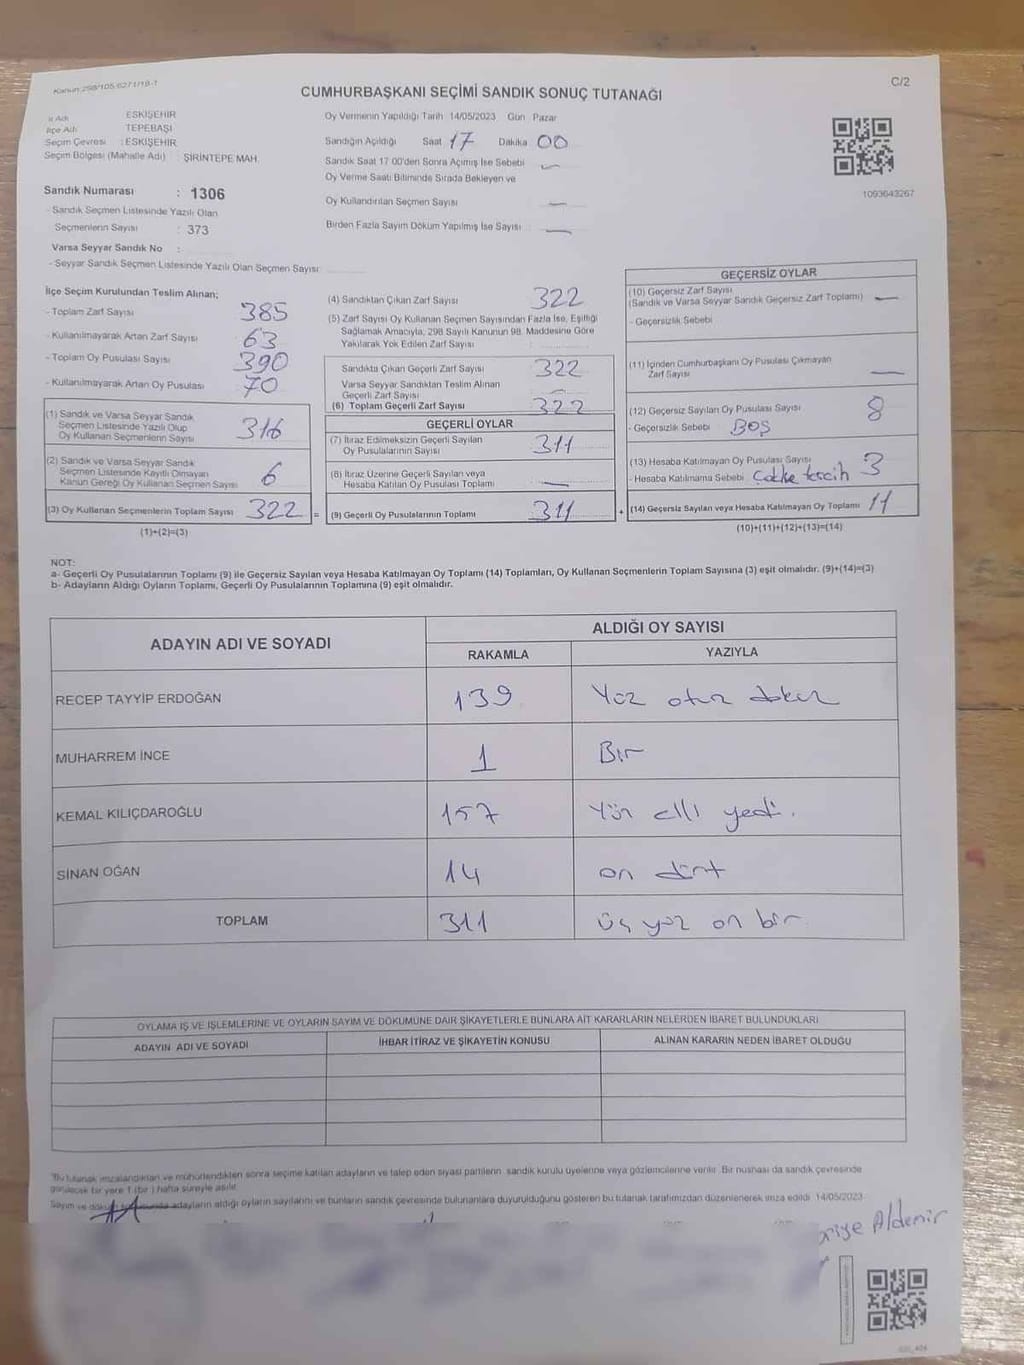 Kanun:298/105,6271/19-1
C/2
CUMHURBAŞKANI SEÇİMİ SANDIK SONUÇ TUTANAĞI
İl Adı : ESKİŞEHİR
İlçe Adı : TEPEBAŞI
Seçim Çevresi : ESKİŞEHİR
Seçim Bölgesi (Mahalle Adı) : ŞİRİNTEPE MAH.
Sandık Numarası : 1306
- Sandık Seçmen Listesinde Yazılı Olan
Seçmenlerin Sayısı : 373
Varsa Seyyar Sandık No :
- Seyyar Sandık Seçmen Listesinde Yazılı Olan Seçmen Sayısı
Oy Vermenin Yapıldığı Tarih 14/05/2023 Gün Pazar
Sandığın Açıldığı Saat 17 Dakika 00
Sandık Saat 17 00'den Sonra Açımış İse Sebebi —
Oy Verme Saati Bitiminde Sırada Bekleyen ve
Oy Kullandırılan Seçmen Sayısı —
Birden Fazla Sayım Döküm Yapılmış İse Sayısı —
1093643267
İlçe Seçim Kurulundan Teslim Alınan;
- Toplam Zarf Sayısı 385
- Kullanılmayarak Artan Zarf Sayısı 63
- Toplam Oy Pusulası Sayısı 390
- Kullanılmayarak Artan Oy Pusulası 70
(1) Sandık ve Varsa Seyyar Sandık
Seçmen Listesinde Yazılı Olup
Oy Kullanan Seçmenlerin Sayısı 316
(2) Sandık ve Varsa Seyyar Sandık
Seçmen Listesinde Kayıtlı Olmayan
Kanun Gereği Oy Kullanan Seçmen Sayısı 6
(3) Oy Kullanan Seçmenlerin Toplam Sayısı 322 =
(1)+(2)=(3)
(4) Sandıktan Çıkan Zarf Sayısı 322
(5) Zarf Sayısı Oy Kullanan Seçmen Sayısından Fazla İse, Eşitliği
Sağlamak Amacıyla, 298 Sayılı Kanunun 98. Maddesine Göre
Yakılarak Yok Edilen Zarf Sayısı
Sandıkta Çıkan Geçerli Zarf Sayısı 322
Varsa Seyyar Sandıktan Teslim Alınan
Geçerli Zarf Sayısı —
(6) Toplam Geçerli Zarf Sayısı 322
GEÇERLİ OYLAR
(7) İtiraz Edilmeksizin Geçerli Sayılan
Oy Pusulalarının Sayısı 311
(8) İtiraz Üzerine Geçerli Sayılan veya
Hesaba Katılan Oy Pusulası Toplamı —
(9) Geçerli Oy Pusulalarının Toplamı 311 +
GEÇERSİZ OYLAR
(10) Geçersiz Zarf Sayısı
(Sandık ve Varsa Seyyar Sandık Geçersiz Zarf Toplamı) —
- Geçersizlik Sebebi
(11) İçinden Cumhurbaşkanı Oy Pusulası Çıkmayan
Zarf Sayısı —
(12) Geçersiz Sayılan Oy Pusulası Sayısı 8
- Geçersizlik Sebebi BOŞ
(13) Hesaba Katılmayan Oy Pusulası Sayısı 3
- Hesaba Katılmama Sebebi tercih
(14) Geçersiz Sayılan veya Hesaba Katılmayan Oy Toplamı 11
(10)+(11)+(12)+(13)=(14)
NOT:
a- Geçerli Oy Pusulalarının Toplamı (9) ile Geçersiz Sayılan veya Hesaba Katılmayan Oy Toplamı (14) Toplamları, Oy Kullanan Seçmenlerin Toplam Sayısına (3) eşit olmalıdır. (9)+(14)=(3)
b- Adayların Aldığı Oyların Toplamı, Geçerli Oy Pusulalarının Toplamına (9) eşit olmalıdır.
ADAYIN ADI VE SOYADI ALDIĞI OY SAYISI
RAKAMLA YAZIYLA
RECEP TAYYİP ERDOĞAN 139 Yüz otuz dokuz
MUHARREM İNCE 1 Bir
KEMAL KILIÇDAROĞLU 157 Yüz elli yedi.
SİNAN OĞAN 14 on dört
TOPLAM 311 üç yüz on bir
OYLAMA İŞ VE İŞLEMLERİNE VE OYLARIN SAYIM VE DÖKÜMÜNE DAİR ŞİKAYETLERLE BUNLARA AİT KARARLARIN NELERDEN İBARET BULUNDUKLARI
ADAYIN ADI VE SOYADI İHBAR İTİRAZ VE ŞİKAYETİN KONUSU ALINAN KARARIN NEDEN İBARET OLDUĞU
"Bu tutanak imzalandıktan ve mühürlendikten sonra seçime katılan adayların ve talep eden siyasi partilerin sandık kurulu üyelerine veya gözlemcilerine verilir. Bir nüshası da sandık çevresinde
görülecek bir yere 1 (bir) hafta süreyle asılır.
Sayım ve döküm sonucunda adayların aldığı oyların sayılarını ve bunların sandık çevresinde bulunanlara duyurulduğunu gösteren bu tutanak tarafımızdan düzenlenerek imza edildi. 14/05/2023
Aldemir